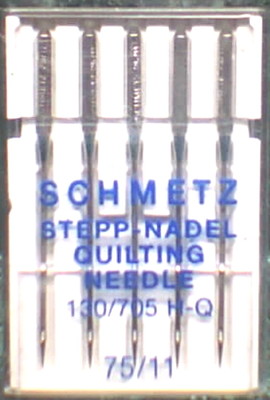 SCHMETZ
STEPP-NADEL
QUILTING
NEEDLE
130/705 H-Q
75/11